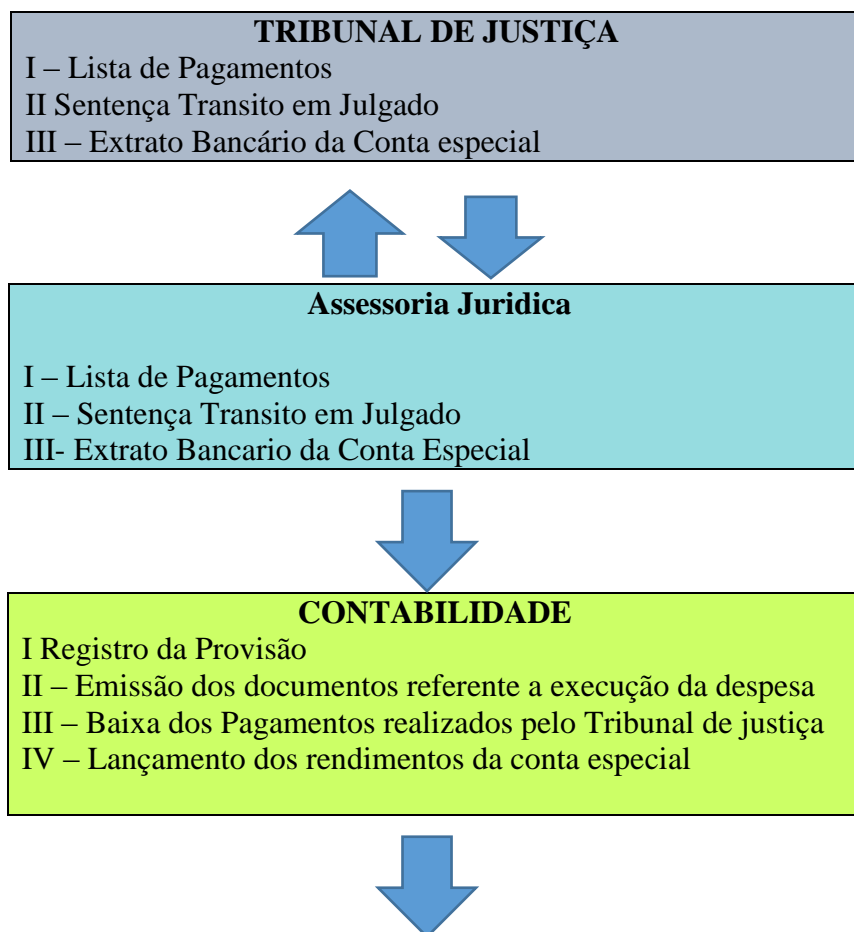 TRIBUNAL DE JUSTIÇA
I – Lista de Pagamentos
II Sentença Transito em Julgado
III – Extrato Bancário da Conta especial
Assessoria Juridica
I – Lista de Pagamentos
II – Sentença Transito em Julgado
III- Extrato Bancario da Conta Especial
CONTABILIDADE
I Registro da Provisão
II – Emissão dos documentos referente a execução da despesa
III – Baixa dos Pagamentos realizados pelo Tribunal de justiça
IV – Lançamento dos rendimentos da conta especial